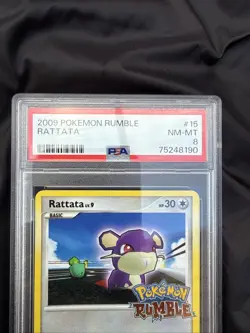 2009 POKEMON RUMBLE #15
RATTATA NM-MT
8
PSA 75248190
Rattata LV.9 HP 30
BASIC
POKéMON
RUMBLE